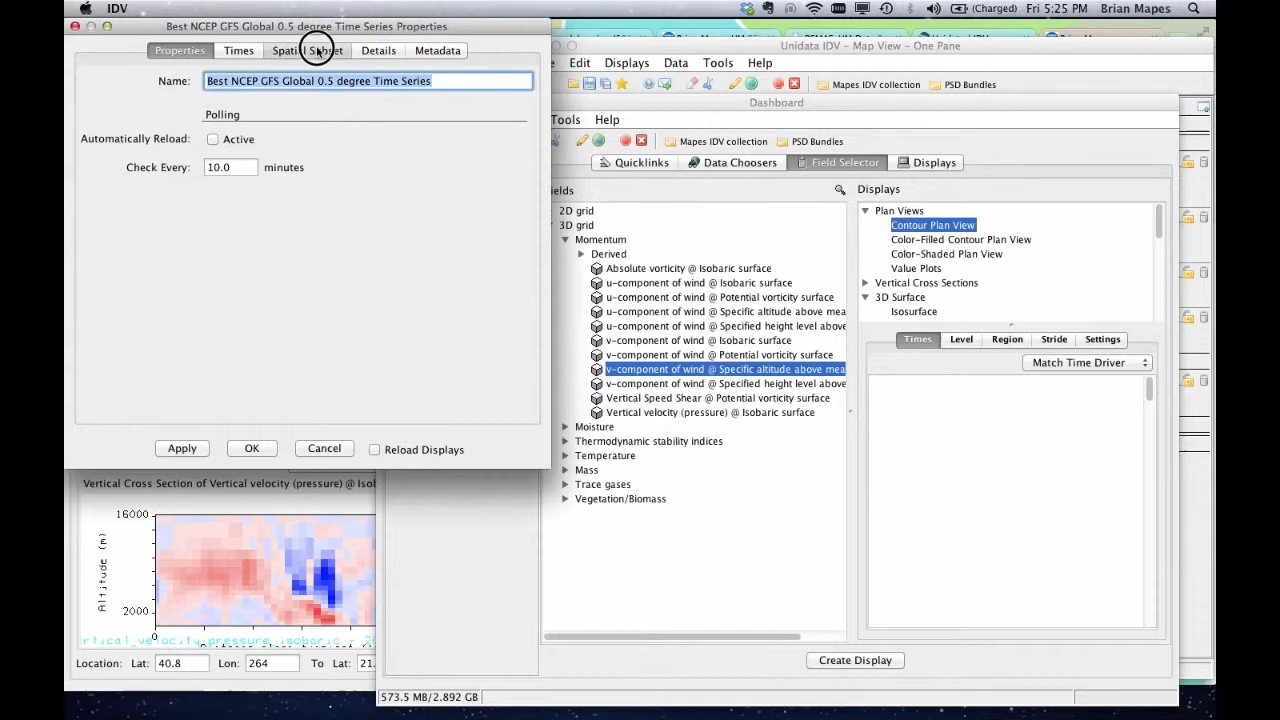 IDV
(Charged)
Fri 5:25 PM
Brian Mapes
Best NCEP GFS Global 0.5 degree Time Series Properties
Properties
Times
Spatial Subset
Details
Metadata
Name:
Best NCEP GFS Global 0.5 degree Time Series
Polling
Automatically Reload:
Active
Check Every:
10.0
minutes
Apply
OK
Cancel
Reload Displays
Unidata IDV - Map View - One Pane
Edit
Displays
Data
Tools
Help
Mapes IDV collection
PSD Bundles
Dashboard
Tools
Help
Mapes IDV collection
PSD Bundles
Quicklinks
Data Choosers
Field Selector
Displays
ields
2D grid
3D grid
Momentum
Derived
Absolute vorticity @ Isobaric surface
u-component of wind @ Isobaric surface
u-component of wind @ Potential vorticity surface
u-component of wind @ Specific altitude above mea
u-component of wind @ Specified height level above
v-component of wind @ Isobaric surface
v-component of wind @ Potential vorticity surface
v-component of wind @ Specific altitude above mea
v-component of wind @ Specified height level above
Vertical Speed Shear @ Potential vorticity surface
Vertical velocity (pressure) @ Isobaric surface
Moisture
Thermodynamic stability indices
Temperature
Mass
Trace gases
Vegetation/Biomass
Displays
Plan Views
Contour Plan View
Color-Filled Contour Plan View
Color-Shaded Plan View
Value Plots
Vertical Cross Sections
3D Surface
Isosurface
Times
Level
Region
Stride
Settings
Match Time Driver
Create Display
573.5 MB/2.892 GB
Vertical Cross Section of Vertical velocity (pressure) @ Isob
16000
Altitude (m)
2000
0
ertical velocity pressure isobaric - 20
Location:
Lat:
40.8
Lon:
264
To
Lat:
21.